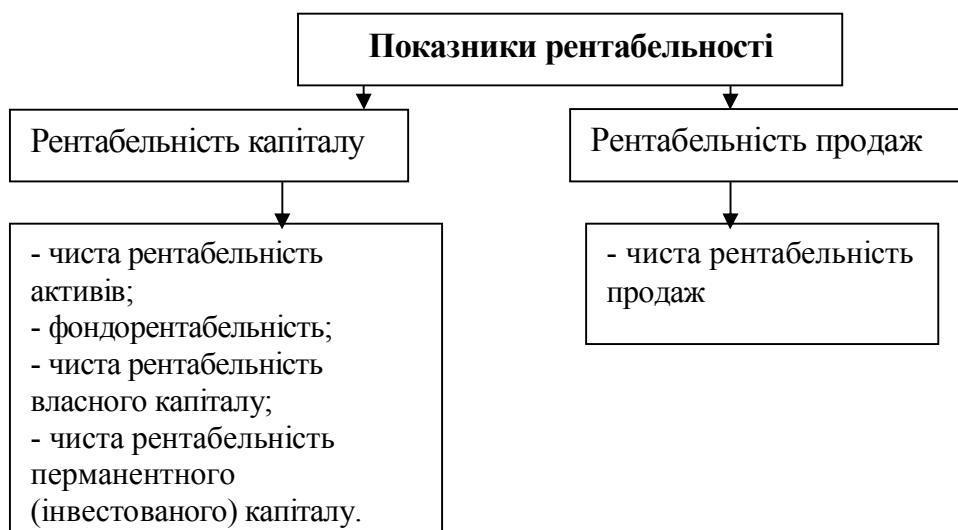 Показники рентабельності
Рентабельність капіталу
Рентабельність продаж
- чиста рентабельність
активів;
- фондорентабельність;
- чиста рентабельність
власного капіталу;
- чиста рентабельність
перманентного
(інвестованого) капіталу.
- чиста рентабельність
продаж